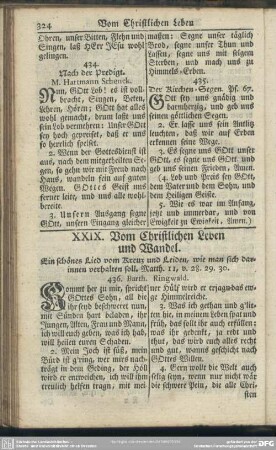 324 Vom Christlichen Leben
Ohren, unser Bitten, Flehn und
Singen, laß HErr JEsu wohl
gelingen.
434.
Nach der Predigt.
M. Hartmann Schenck.
Nun, GOtt Lob! es ist voll-
bracht, Singen, Beten,
Lehren, Hören; GOtt hat alles
wohl gemacht, drum laßt uns
sein Lob vermehren: Unser GOtt
sey hoch gepreiset, daß er uns
so herrlich speiset.
2. Wenn der GOttesdienst ist
aus, uns mitgetheilet der Se-
gen, so gehn wir mit Fried nach
Haus, wandeln fein auf guten
Wegen. GOttes Geist uns
ferner leite, und uns alle wohl
3. Unsern Ausgang segne
GOtt, unsern Eingang gleicher
massen: Segne unser täglich
Brod, segne unser Thun und
Lassen, segne uns mit selgem
Sterben, und mach uns zu
Himmels-Erben.
435.
Der Kirchen-Segen. Ps. 67.
GOtt sey uns gnädig und
barmherzig, und geb uns
seinen göttlichen Segen.
2. Er lasse uns sein Antlitz
leuchten, daß wir auf Erden
erkennen seine Wege.
3. Es segne uns GOtt unser
GOtt, es segne uns GOtt, und
geb uns seinen Frieden, Amen.
4. Lob und Preis sey GOtt,
dem Vater und dem Sohn, und
dem Heiligen Geiste.
5. Wie es war im Anfang,
jetzt und immerdar, und von
Ewigkeit zu Ewigkeit, Amen.
XXIX. Vom Christlichen Leben
und Wandel.
Ein schönes Lied vom Kreuz und Leiden, wie man sich dar-
innen verhalten soll. Matth. 11, v. 28. 29. 30.
436. Barth. Ringwald.
Kommt her zu mir, spricht
GOttes Sohn, all die
ihr seyd beschweret nun,
mit Sünden hart beladen, ihr
Jungen, Alten, Frau und Mann,
ich will euch geben, was ich hab,
will heilen euren Schaden.
2. Mein Joch ist süß, mein
Bürd ist g'ring, wer mirs nach-
trägt in dem Geding, der Höll
wird er entweichen, ich will ihm
treulich helfen tragn, mit mei
ner Hülf wird er erjagn das ewge
Himmelreiche.
3. Was ich gethan und g'lit-
ten hie, in meinem Leben spat und
früh, das sollt ihr auch erfüllen:
was ihr gedenkt, ja redt und
thut, das wird euch alles recht
und gut, wanns geschicht nach
GOttes Willen.
4. Gern wollt die Welt auch
selig seyn, wenn nur nicht wär
die schwere Pein, die alle Chri-
sten